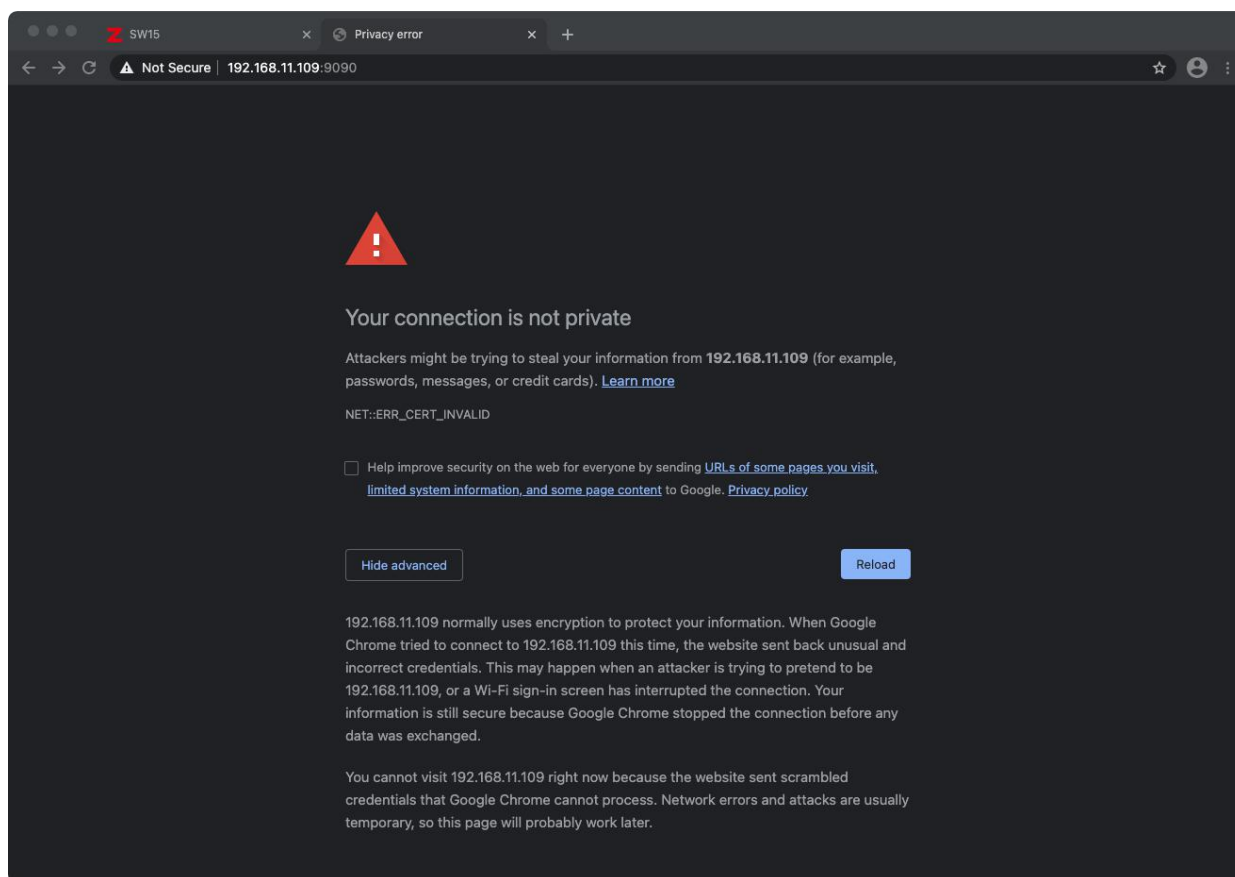 SW15
Privacy error
Not Secure | 192.168.11.109:9090
Your connection is not private
Attackers might be trying to steal your information from 192.168.11.109 (for example,
passwords, messages, or credit cards). Learn more
NET::ERR_CERT_INVALID
Help improve security on the web for everyone by sending URLs of some pages you visit,
limited system information, and some page content to Google. Privacy policy
Hide advanced
Reload
192.168.11.109 normally uses encryption to protect your information. When Google
Chrome tried to connect to 192.168.11.109 this time, the website sent back unusual and
incorrect credentials. This may happen when an attacker is trying to pretend to be
192.168.11.109, or a Wi-Fi sign-in screen has interrupted the connection. Your
information is still secure because Google Chrome stopped the connection before any
data was exchanged.
You cannot visit 192.168.11.109 right now because the website sent scrambled
credentials that Google Chrome cannot process. Network errors and attacks are usually
temporary, so this page will probably work later.